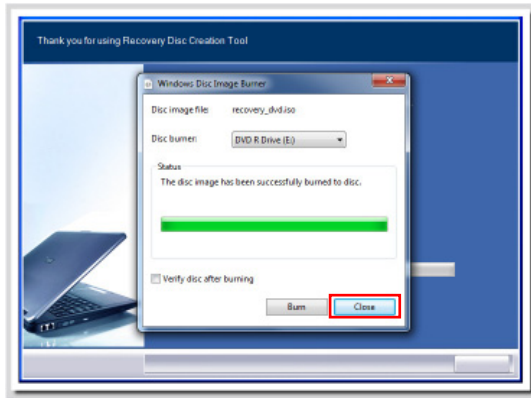 Thank you for using Recovery Disc Creation Tool
Windows Disc Image Burner
Disc image file: recovery_dvd.iso
Disc burner: DVD R Drive (E:)
Status
The disc image has been successfully burned to disc.
Verify disc after burning
Burn Close